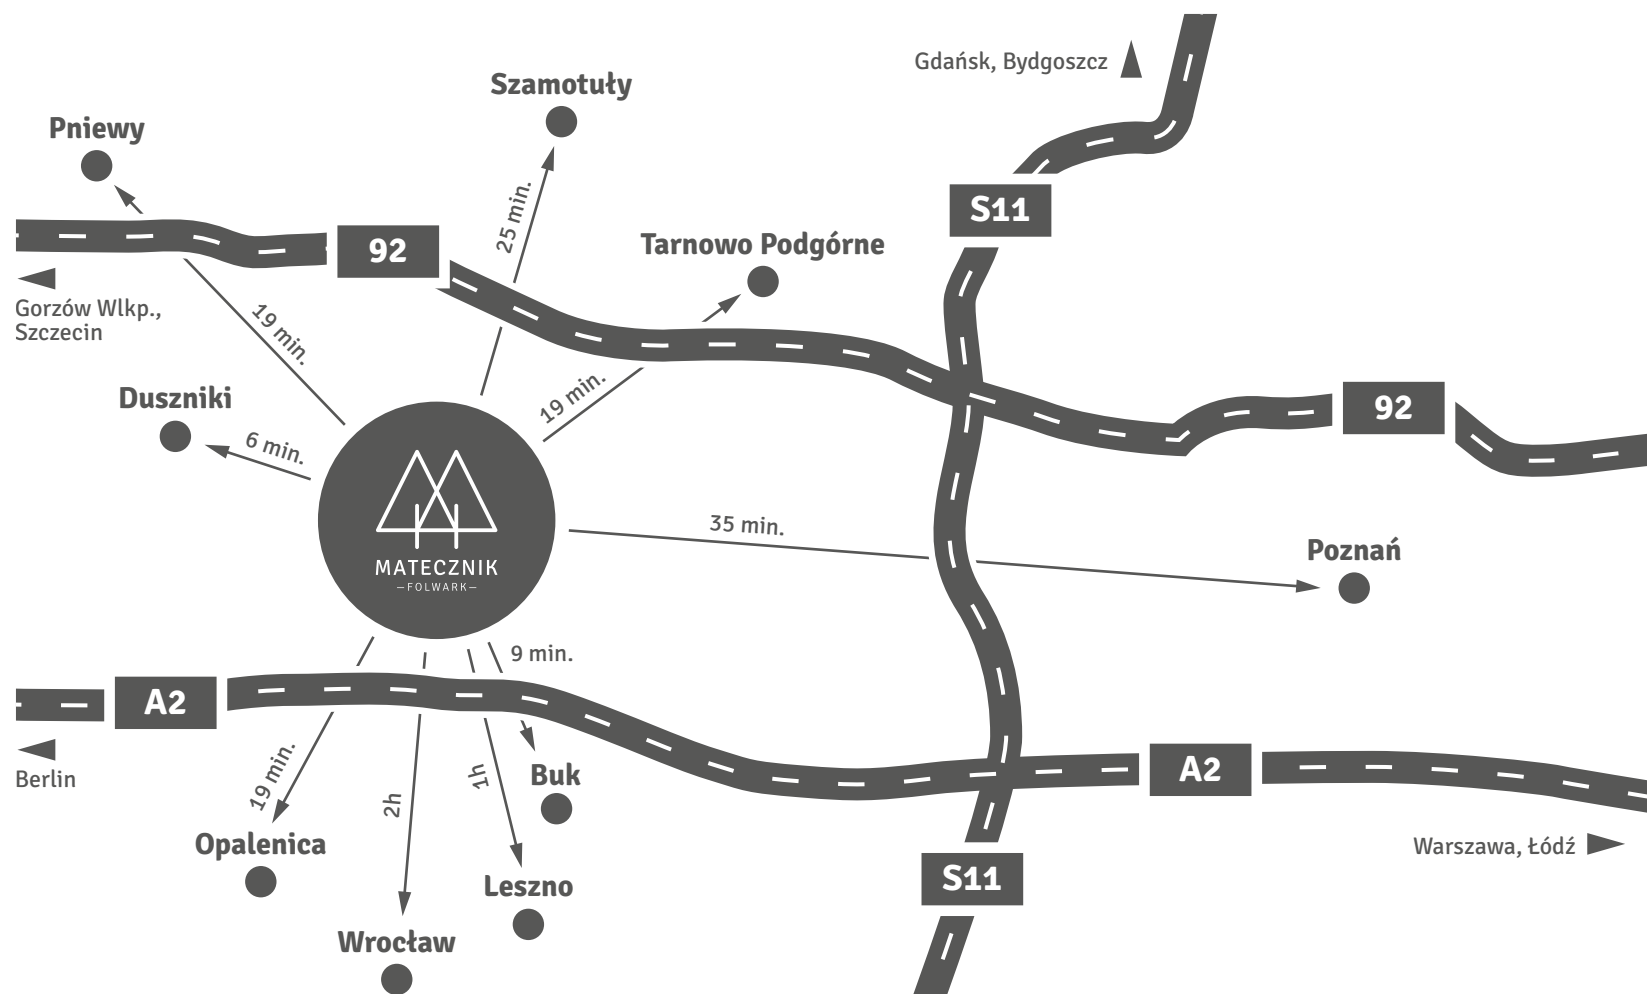 Gdańsk, Bydgoszcz
Szamotuły
Pniewy
25 min.
S11
92
Tarnowo Podgórne
Gorzów Wlkp.,
Szczecin
19 min.
19 min.
Duszniki
6 min.
92
35 min.
Poznań
MATECZNIK
–FOLWARK–
9 min.
A2
Berlin
19 min.
2h
1h
Buk
A2
Opalenica
Leszno
Wrocław
S11
Warszawa, Łódź